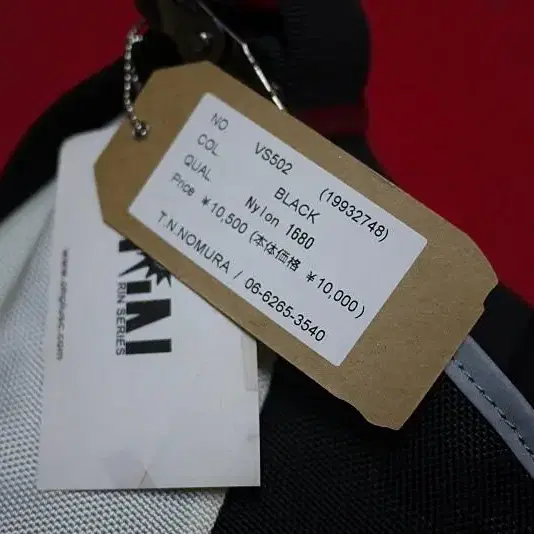 NO VS502 (19932748)
COL BLACK
QUAL Nylon 1680
Price ¥10,500 (本体価格 ¥10,000)
T.N.NOMURA / 06-6265-3540
RIN SERIES